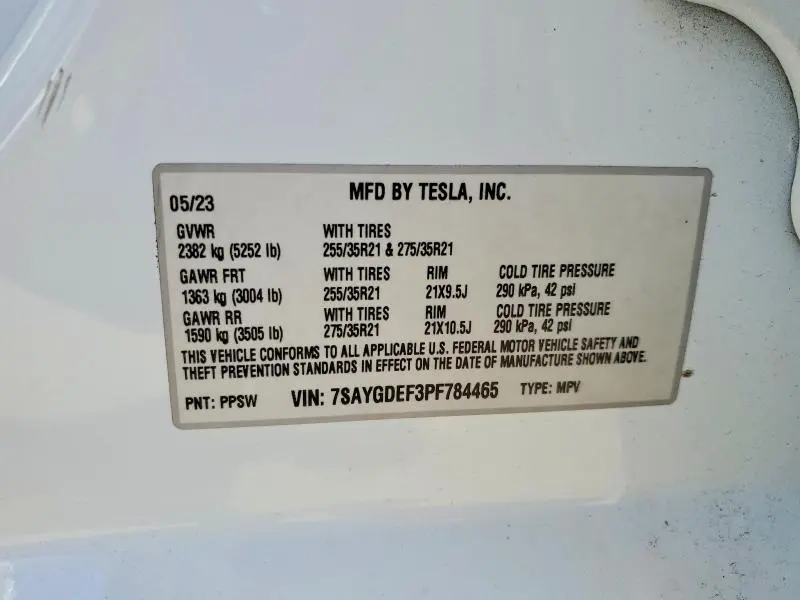 05/23 MFD BY TESLA, INC.
GVWR WITH TIRES
2382 kg (5252 lb) 255/35R21 & 275/35R21
GAWR FRT WITH TIRES RIM COLD TIRE PRESSURE
1363 kg (3004 lb) 255/35R21 21X9.5J 290 kPa, 42 psi
GAWR RR WITH TIRES RIM COLD TIRE PRESSURE
1590 kg (3505 lb) 275/35R21 21X10.5J 290 kPa, 42 psi
THIS VEHICLE CONFORMS TO ALL APPLICABLE U.S. FEDERAL MOTOR VEHICLE SAFETY AND
THEFT PREVENTION STANDARDS IN EFFECT ON THE DATE OF MANUFACTURE SHOWN ABOVE.
PNT: PPSW VIN: 7SAYGDEF3PF784465 TYPE: MPV